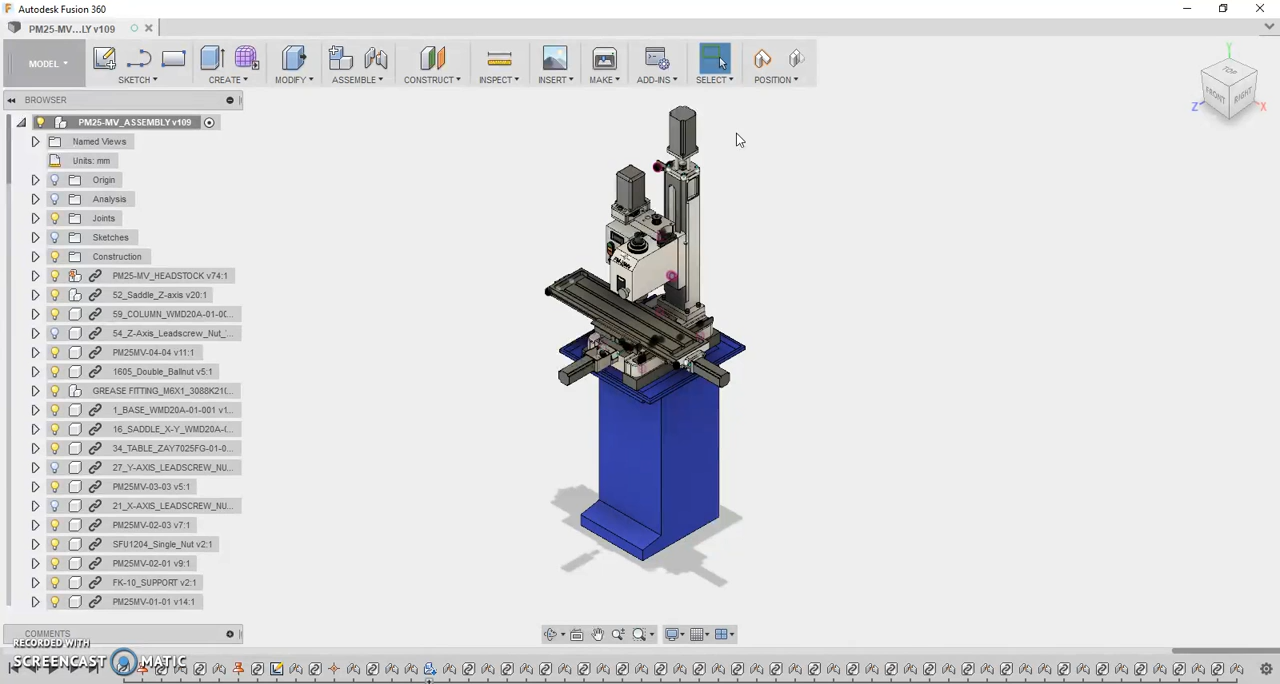 Autodesk Fusion 360
PM25-MV...LY v109
MODEL
SKETCH
CREATE
MODIFY
ASSEMBLE
CONSTRUCT
INSPECT
INSERT
MAKE
ADD-INS
SELECT
POSITION
Y
TOP
FRONT
RIGHT
Z
X
BROWSER
PM25-MV_ASSEMBLY v109
Named Views
Units: mm
Origin
Analysis
Joints
Sketches
Construction
PM25-MV_HEADSTOCK v74:1
52_Saddle_Z-axis v20:1
59_COLUMN_WMD20A-01-00...
54_Z-Axis_Leadscrew_Nut_...
PM25MV-04-04 v11:1
1605_Double_Ballnut v5:1
GREASE FITTING_M6X1_3088K21(...
1_BASE_WMD20A-01-001 v1...
16_SADDLE_X-Y_WMD20A-(...
34_TABLE_ZAY7025FG-01-0...
27_Y-AXIS_LEADSCREW_NU...
PM25MV-03-03 v5:1
21_X-AXIS_LEADSCREW_NU...
PM25MV-02-03 v7:1
SFU1204_Single_Nut v2:1
PM25MV-02-01 v9:1
FK-10_SUPPORT v2:1
PM25MV-01-01 v14:1
COMMENTS
RECORDED WITH
SCREENCAST MATIC